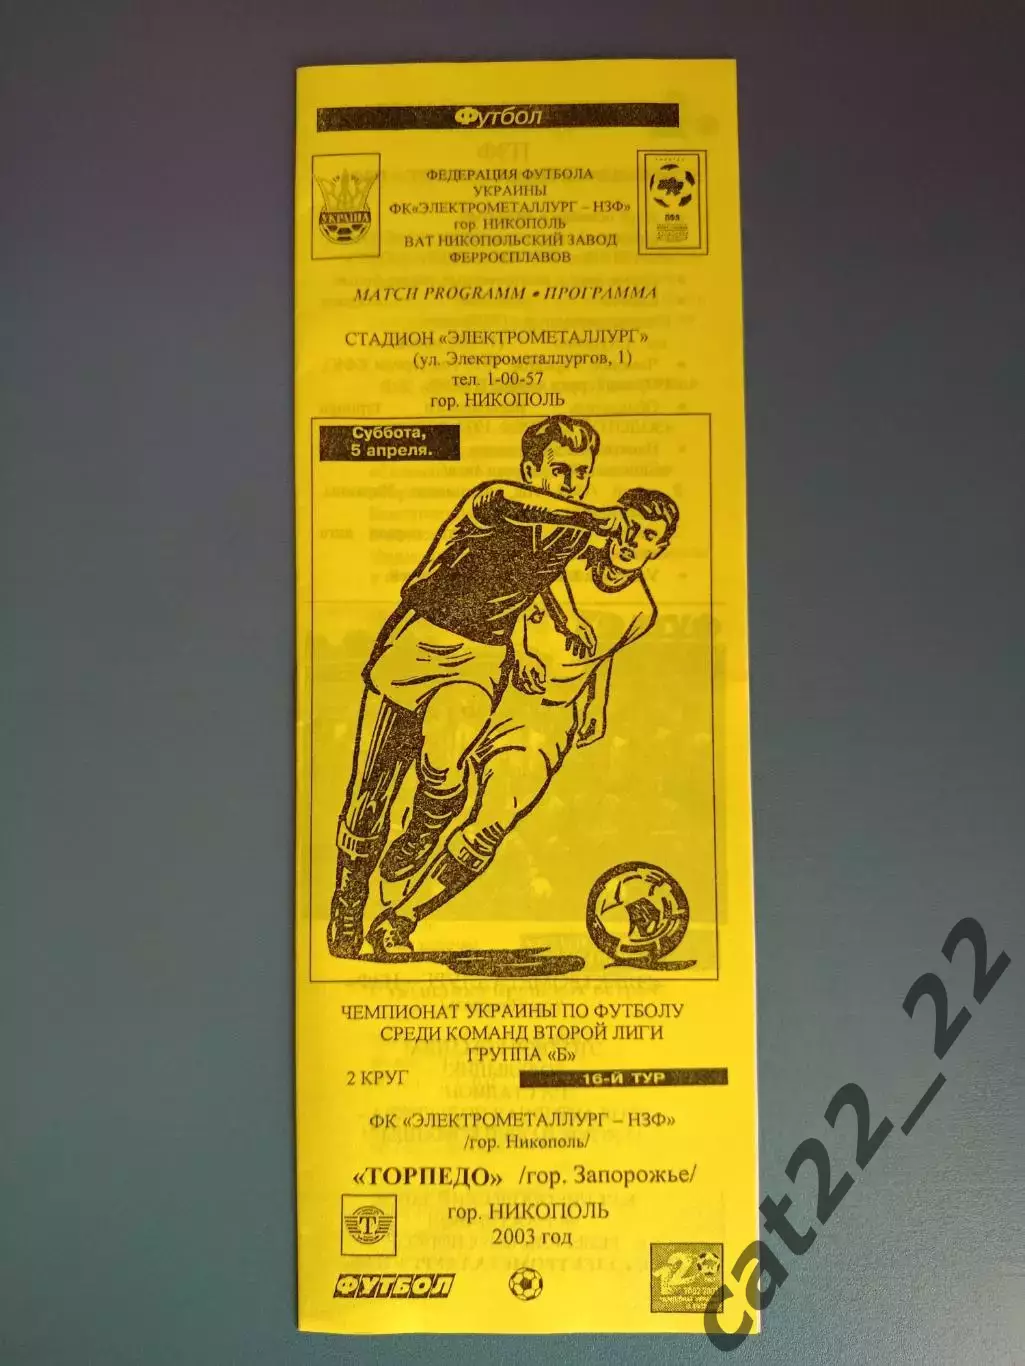 Футбол
ФЕДЕРАЦИЯ ФУТБОЛА
УКРАИНЫ
ФК«ЭЛЕКТРОМЕТАЛЛУРГ – НЗФ»
гор. НИКОПОЛЬ
ВАТ НИКОПОЛЬСКИЙ ЗАВОД
ФЕРРОСПЛАВОВ
УКРАЇНА
ПФЛ
MATCH PROGRAMM • ПРОГРАММА
СТАДИОН «ЭЛЕКТРОМЕТАЛЛУРГ»
(ул. Электрометаллургов, 1)
тел. 1-00-57
гор. НИКОПОЛЬ
Суббота,
5 апреля.
ЧЕМПИОНАТ УКРАИНЫ ПО ФУТБОЛУ
СРЕДИ КОМАНД ВТОРОЙ ЛИГИ
ГРУППА «Б»
2 КРУГ 16-Й ТУР
ФК «ЭЛЕКТРОМЕТАЛЛУРГ – НЗФ»
/гор. Никополь/
«ТОРПЕДО» /гор. Запорожье/
гор. НИКОПОЛЬ
2003 год
Т
ФУТБОЛ
cat22_22